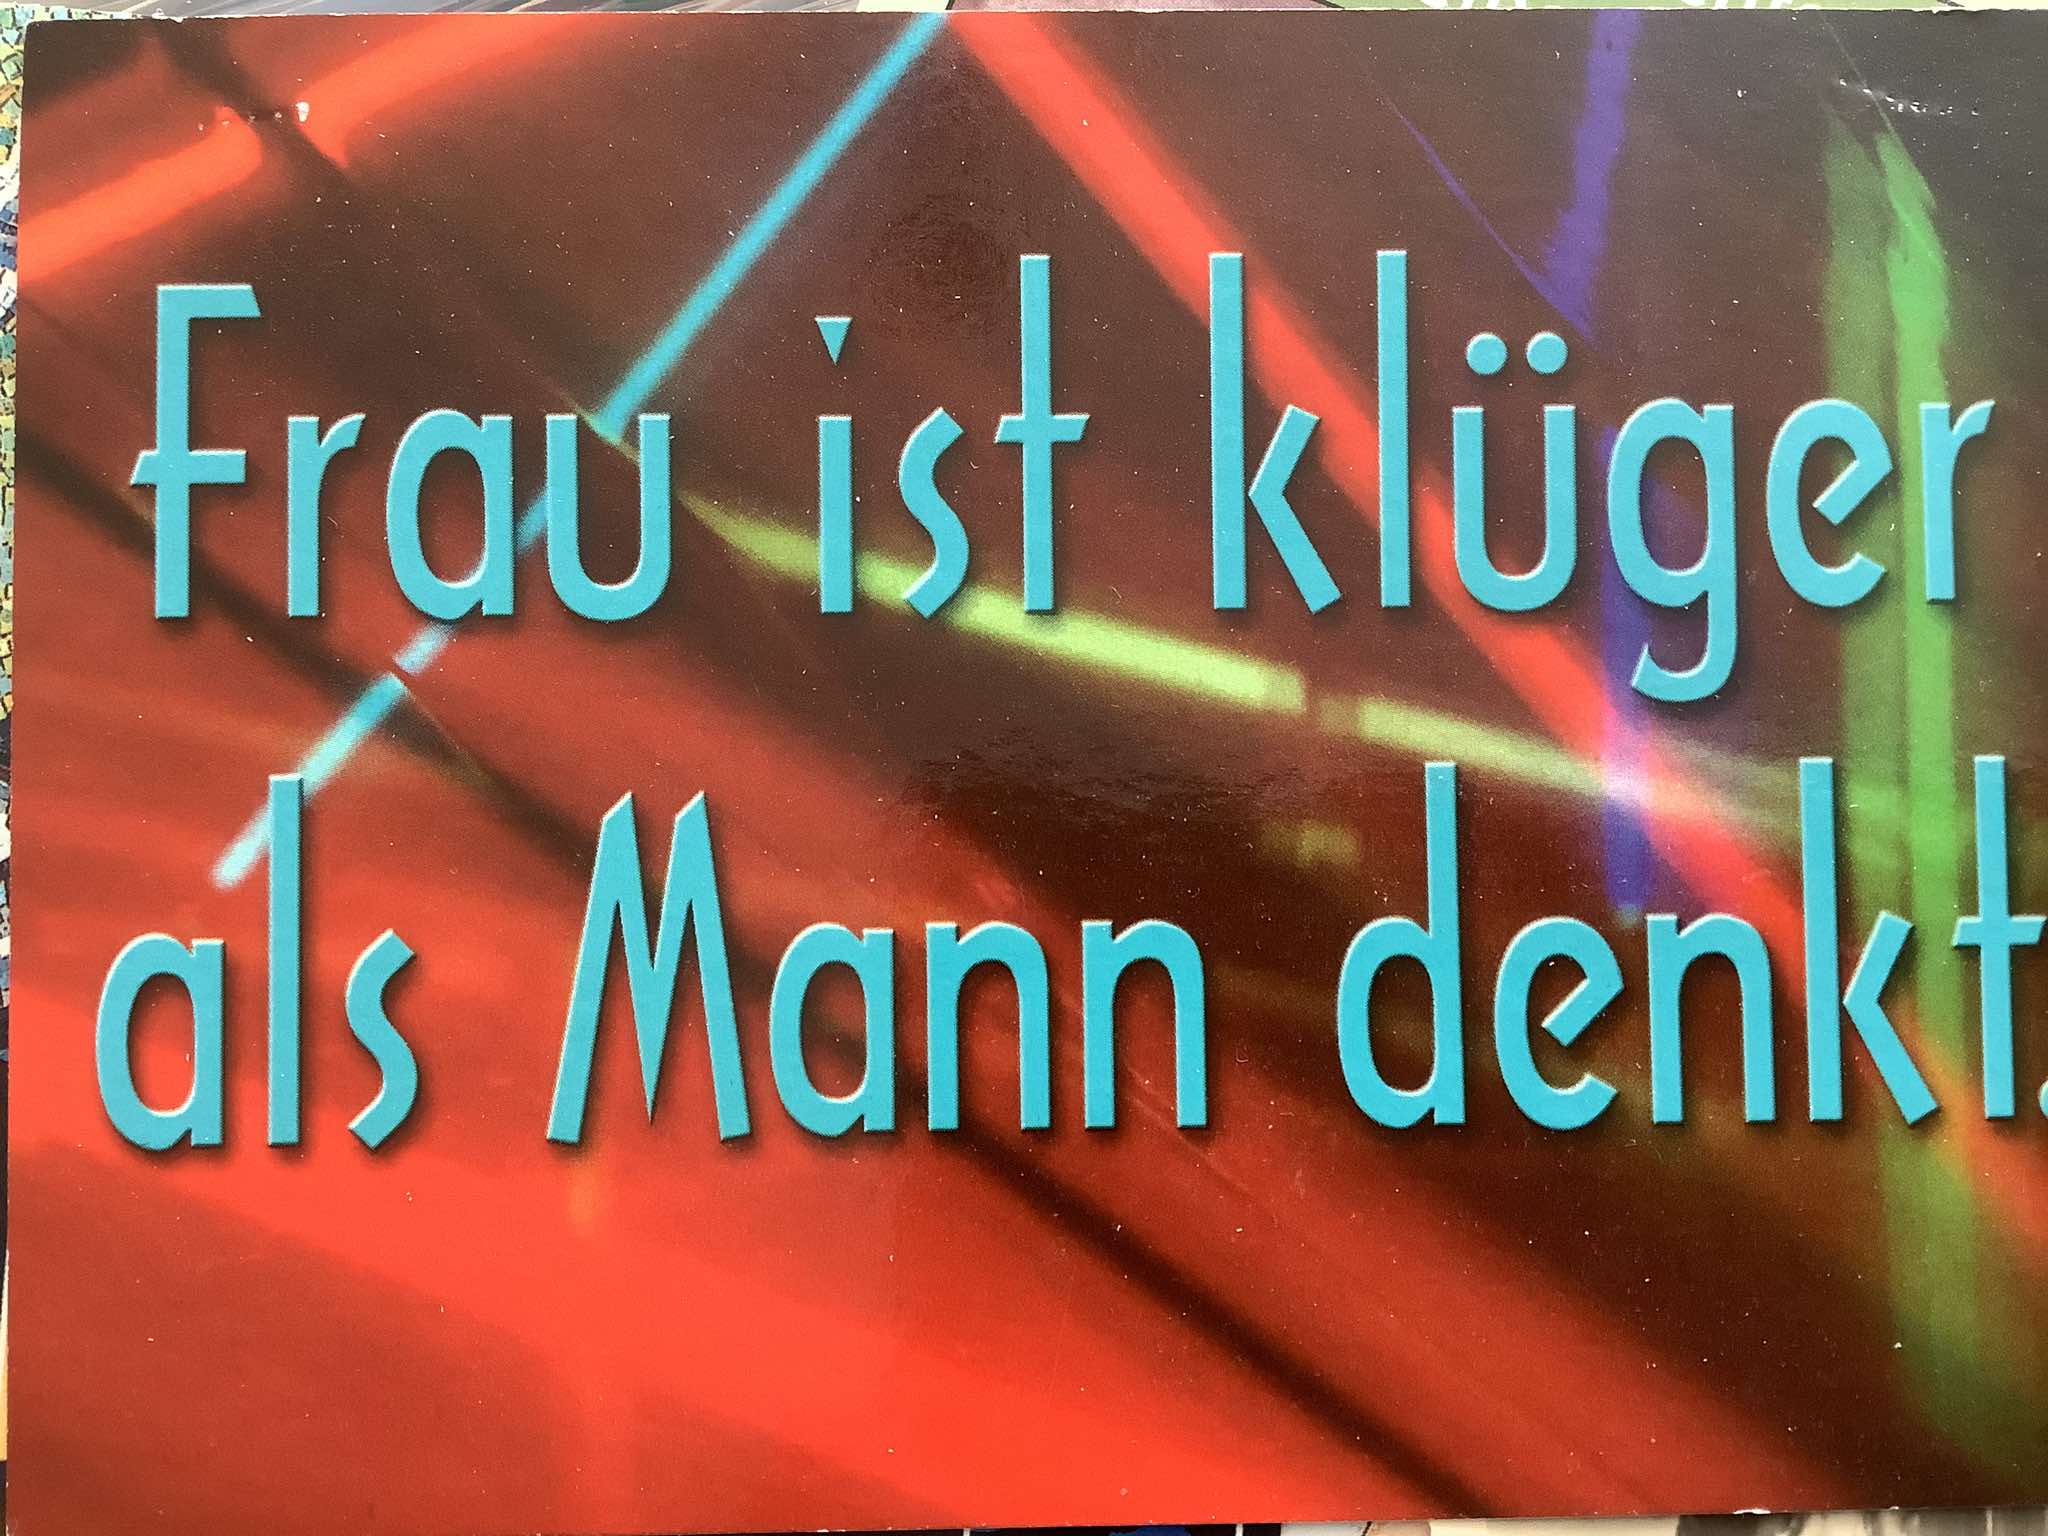 Frau ist klüger
als Mann denkt.